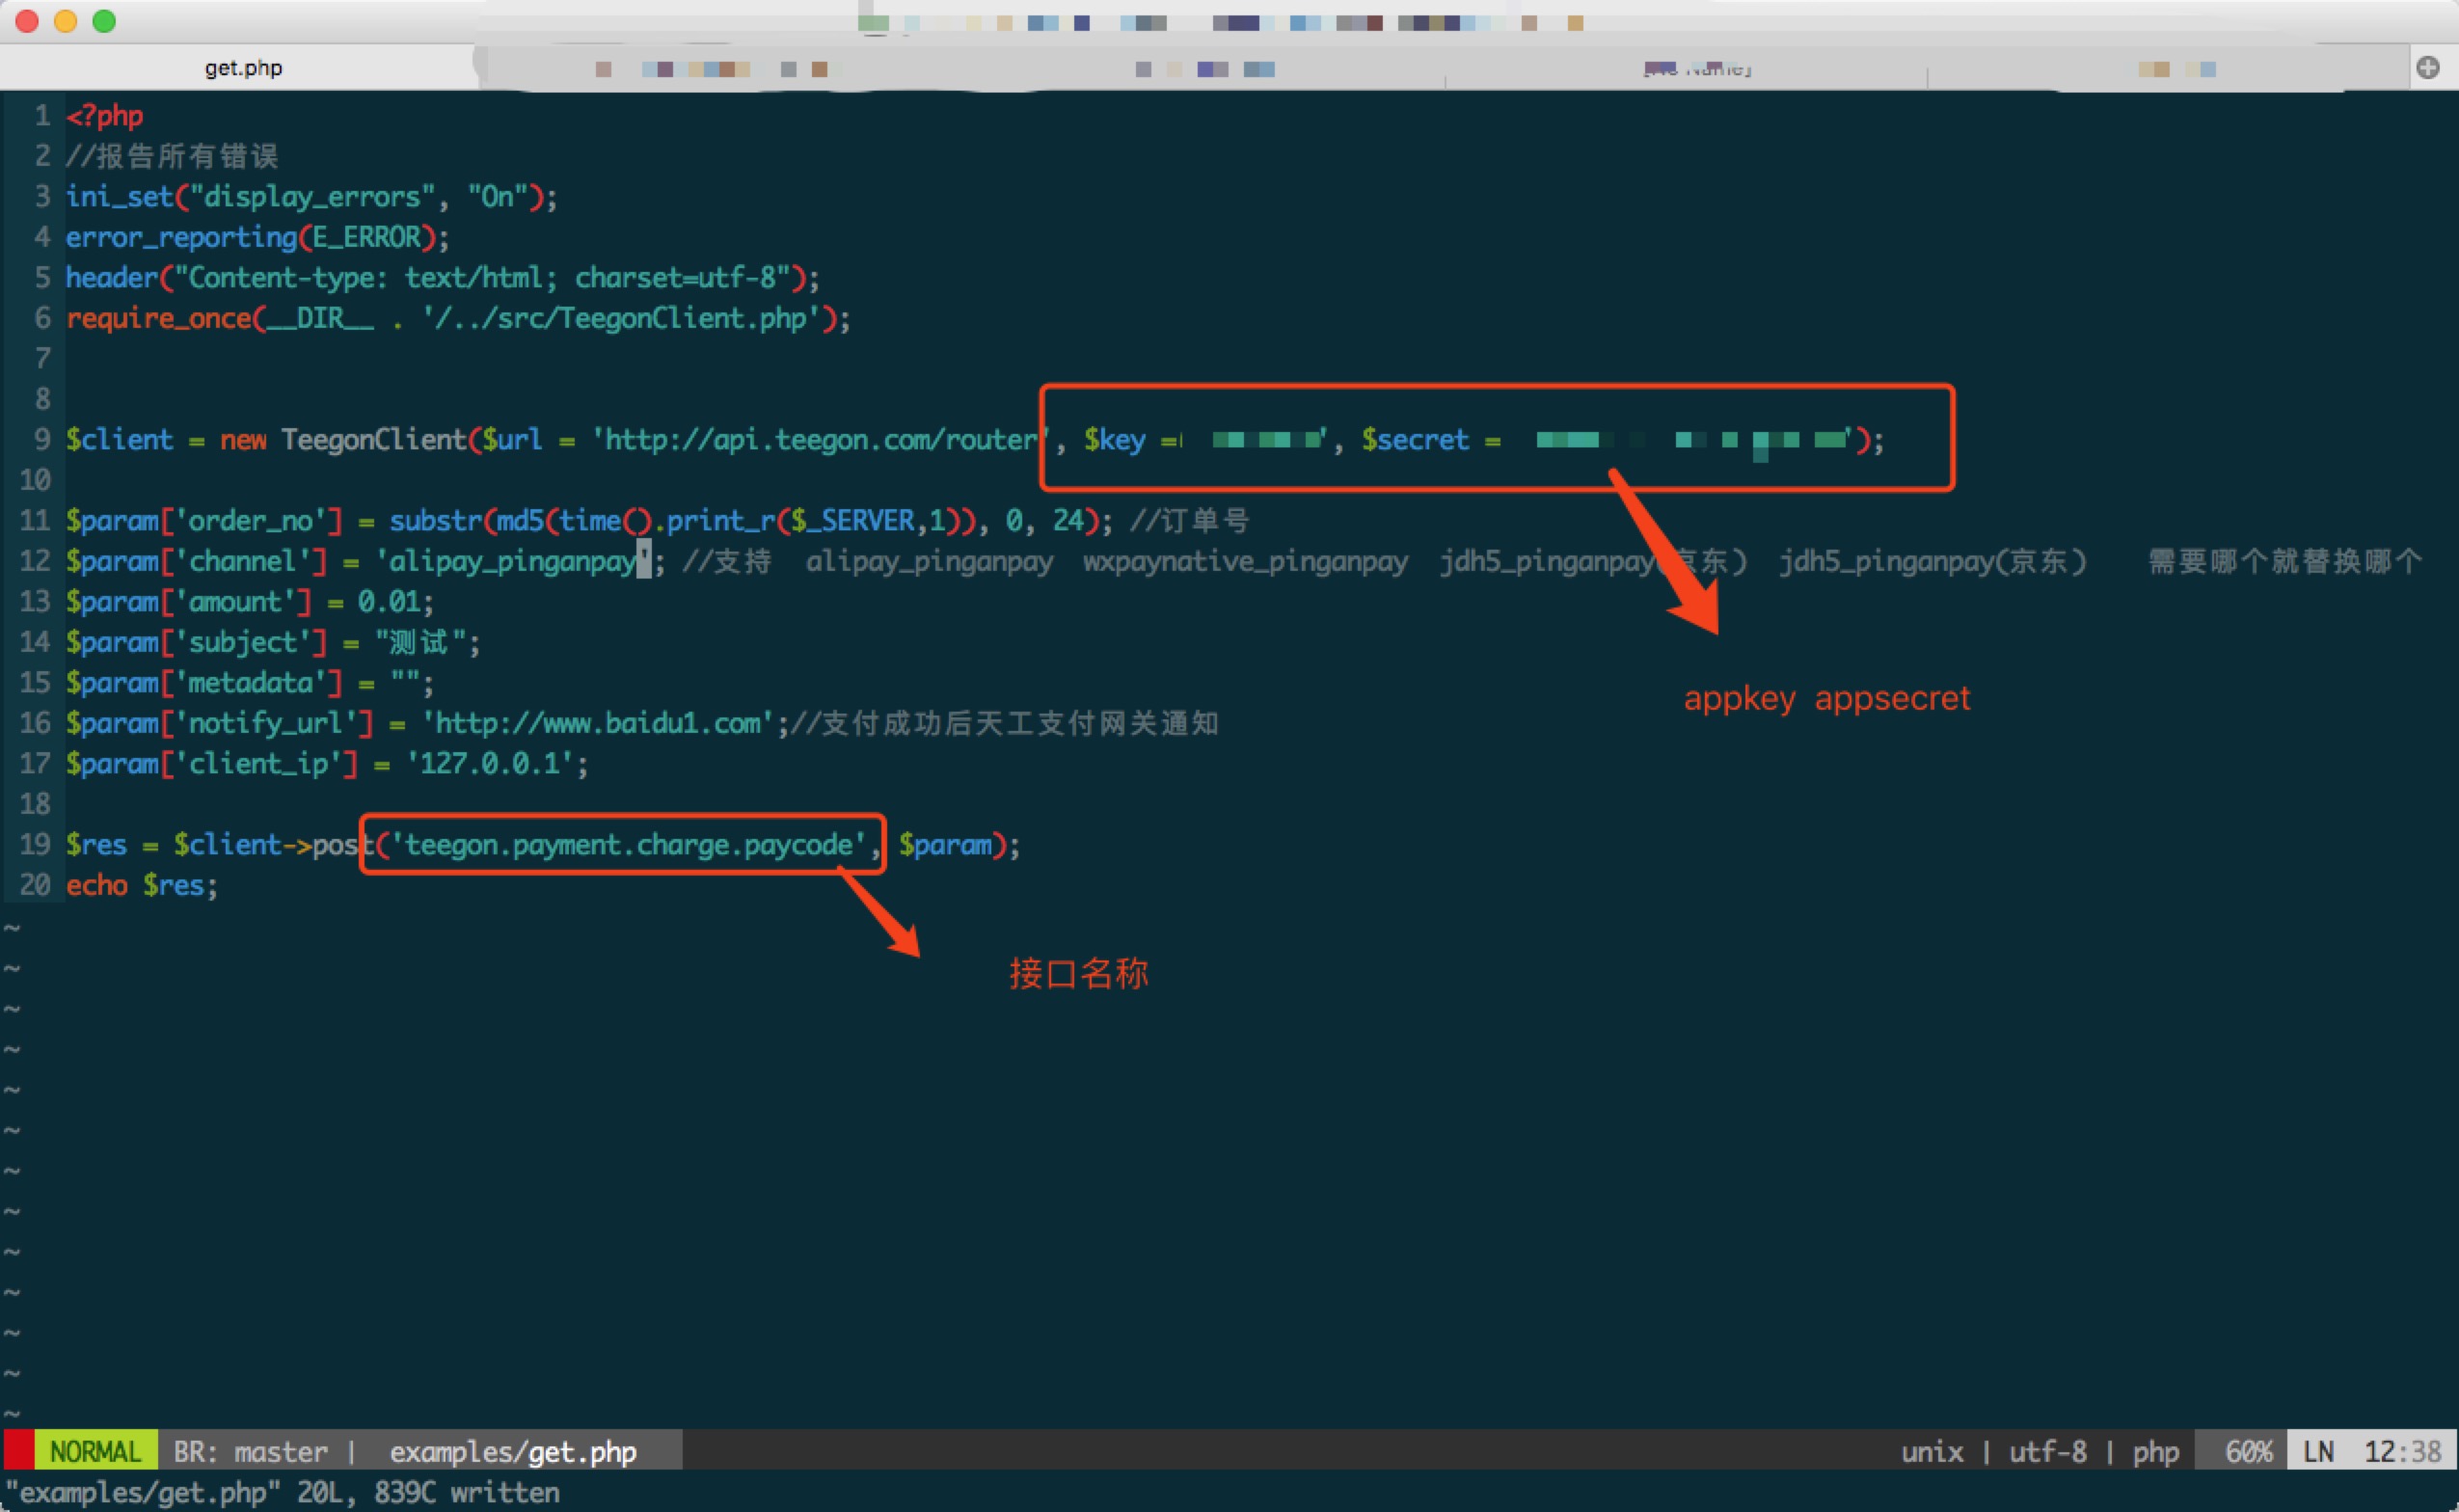 get.php
1 <?php
2 //报告所有错误
3 ini_set("display_errors", "On");
4 error_reporting(E_ERROR);
5 header("Content-type: text/html; charset=utf-8");
6 require_once(__DIR__ . '/../src/TeegonClient.php');
7
8
9 $client = new TeegonClient($url = 'http://api.teegon.com/router', $key = ', $secret = ');
10
11 $param['order_no'] = substr(md5(time().print_r($_SERVER,1)), 0, 24); //订单号
12 $param['channel'] = 'alipay_pinganpay'; //支持 alipay_pinganpay wxpaynative_pinganpay jdh5_pinganpay(京东) jdh5_pinganpay(京东) 需要哪个就替换哪个
13 $param['amount'] = 0.01;
14 $param['subject'] = "测试";
15 $param['metadata'] = "";
appkey appsecret
16 $param['notify_url'] = 'http://www.baidu1.com';//支付成功后天工支付网关通知
17 $param['client_ip'] = '127.0.0.1';
18
19 $res = $client->post('teegon.payment.charge.paycode', $param);
20 echo $res;
~
接口名称
~
~
~
~
~
~
~
~
~
~
~
~
NORMAL BR: master | examples/get.php unix | utf-8 | php 60% LN 12:38
"examples/get.php" 20L, 839C written